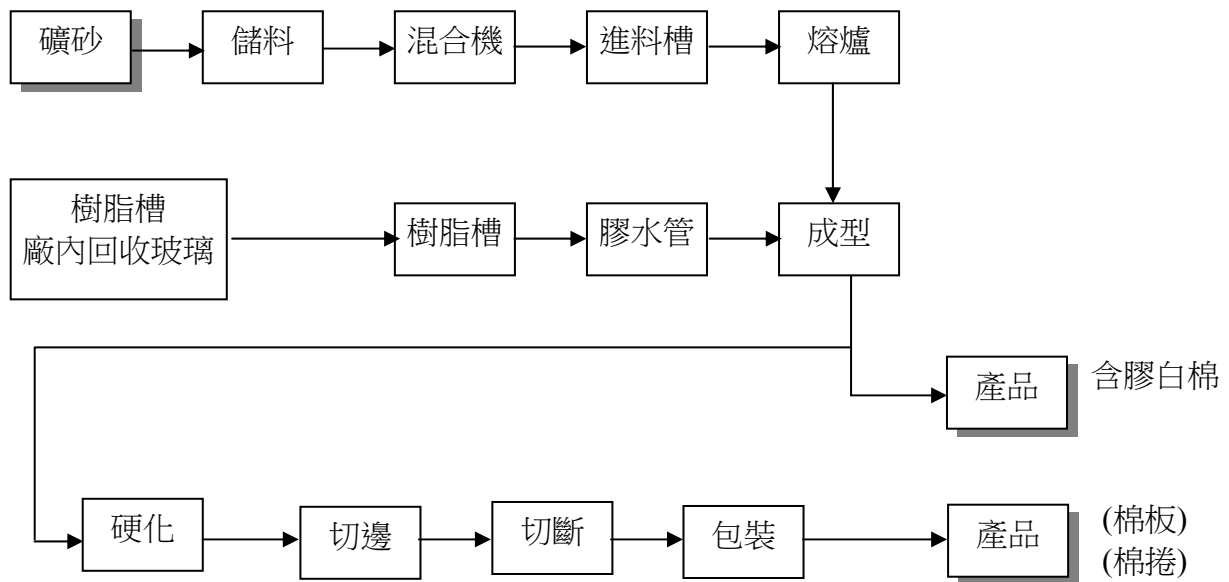 礦砂
儲料
混合機
進料槽
熔爐
樹脂槽
廠內回收玻璃
樹脂槽
膠水管
成型
產品
含膠白棉
硬化
切邊
切斷
包裝
產品
(棉板)
(棉捲)